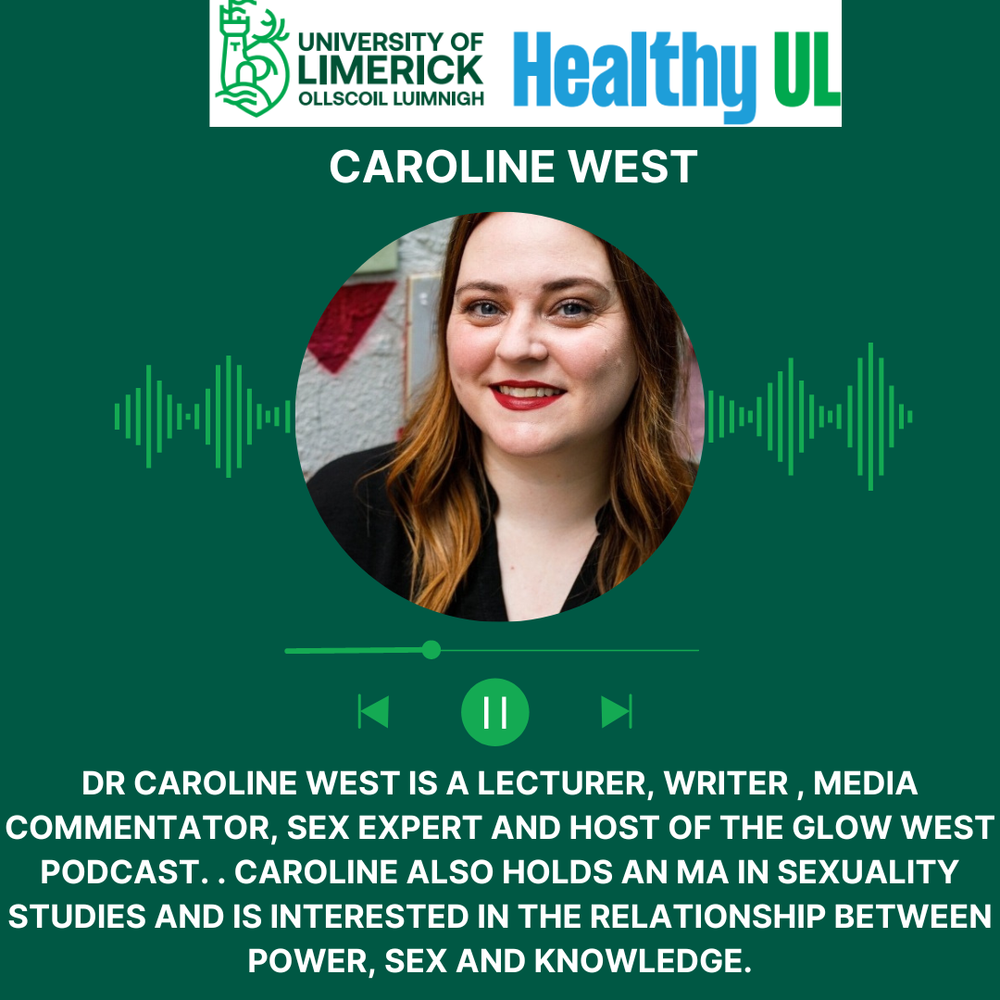 UNIVERSITY OF
LIMERICK
OLLSCOIL LUIMNIGH
Healthy UL
CAROLINE WEST
DR CAROLINE WEST IS A LECTURER, WRITER , MEDIA
COMMENTATOR, SEX EXPERT AND HOST OF THE GLOW WEST
PODCAST. . CAROLINE ALSO HOLDS AN MA IN SEXUALITY
STUDIES AND IS INTERESTED IN THE RELATIONSHIP BETWEEN
POWER, SEX AND KNOWLEDGE.